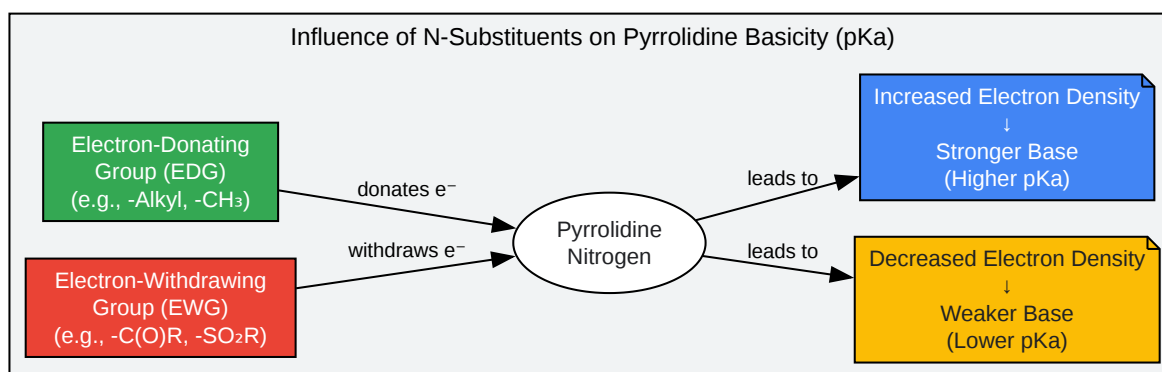 Influence of N-Substituents on Pyrrolidine Basicity (pKa)
Electron-Donating
Group (EDG)
(e.g., -Alkyl, -CH₃)
donates e⁻
Electron-Withdrawing
Group (EWG)
(e.g., -C(O)R, -SO₂R)
withdraws e⁻
Pyrrolidine
Nitrogen
leads to
Increased Electron Density
↓
Stronger Base
(Higher pKa)
leads to
Decreased Electron Density
↓
Weaker Base
(Lower pKa)